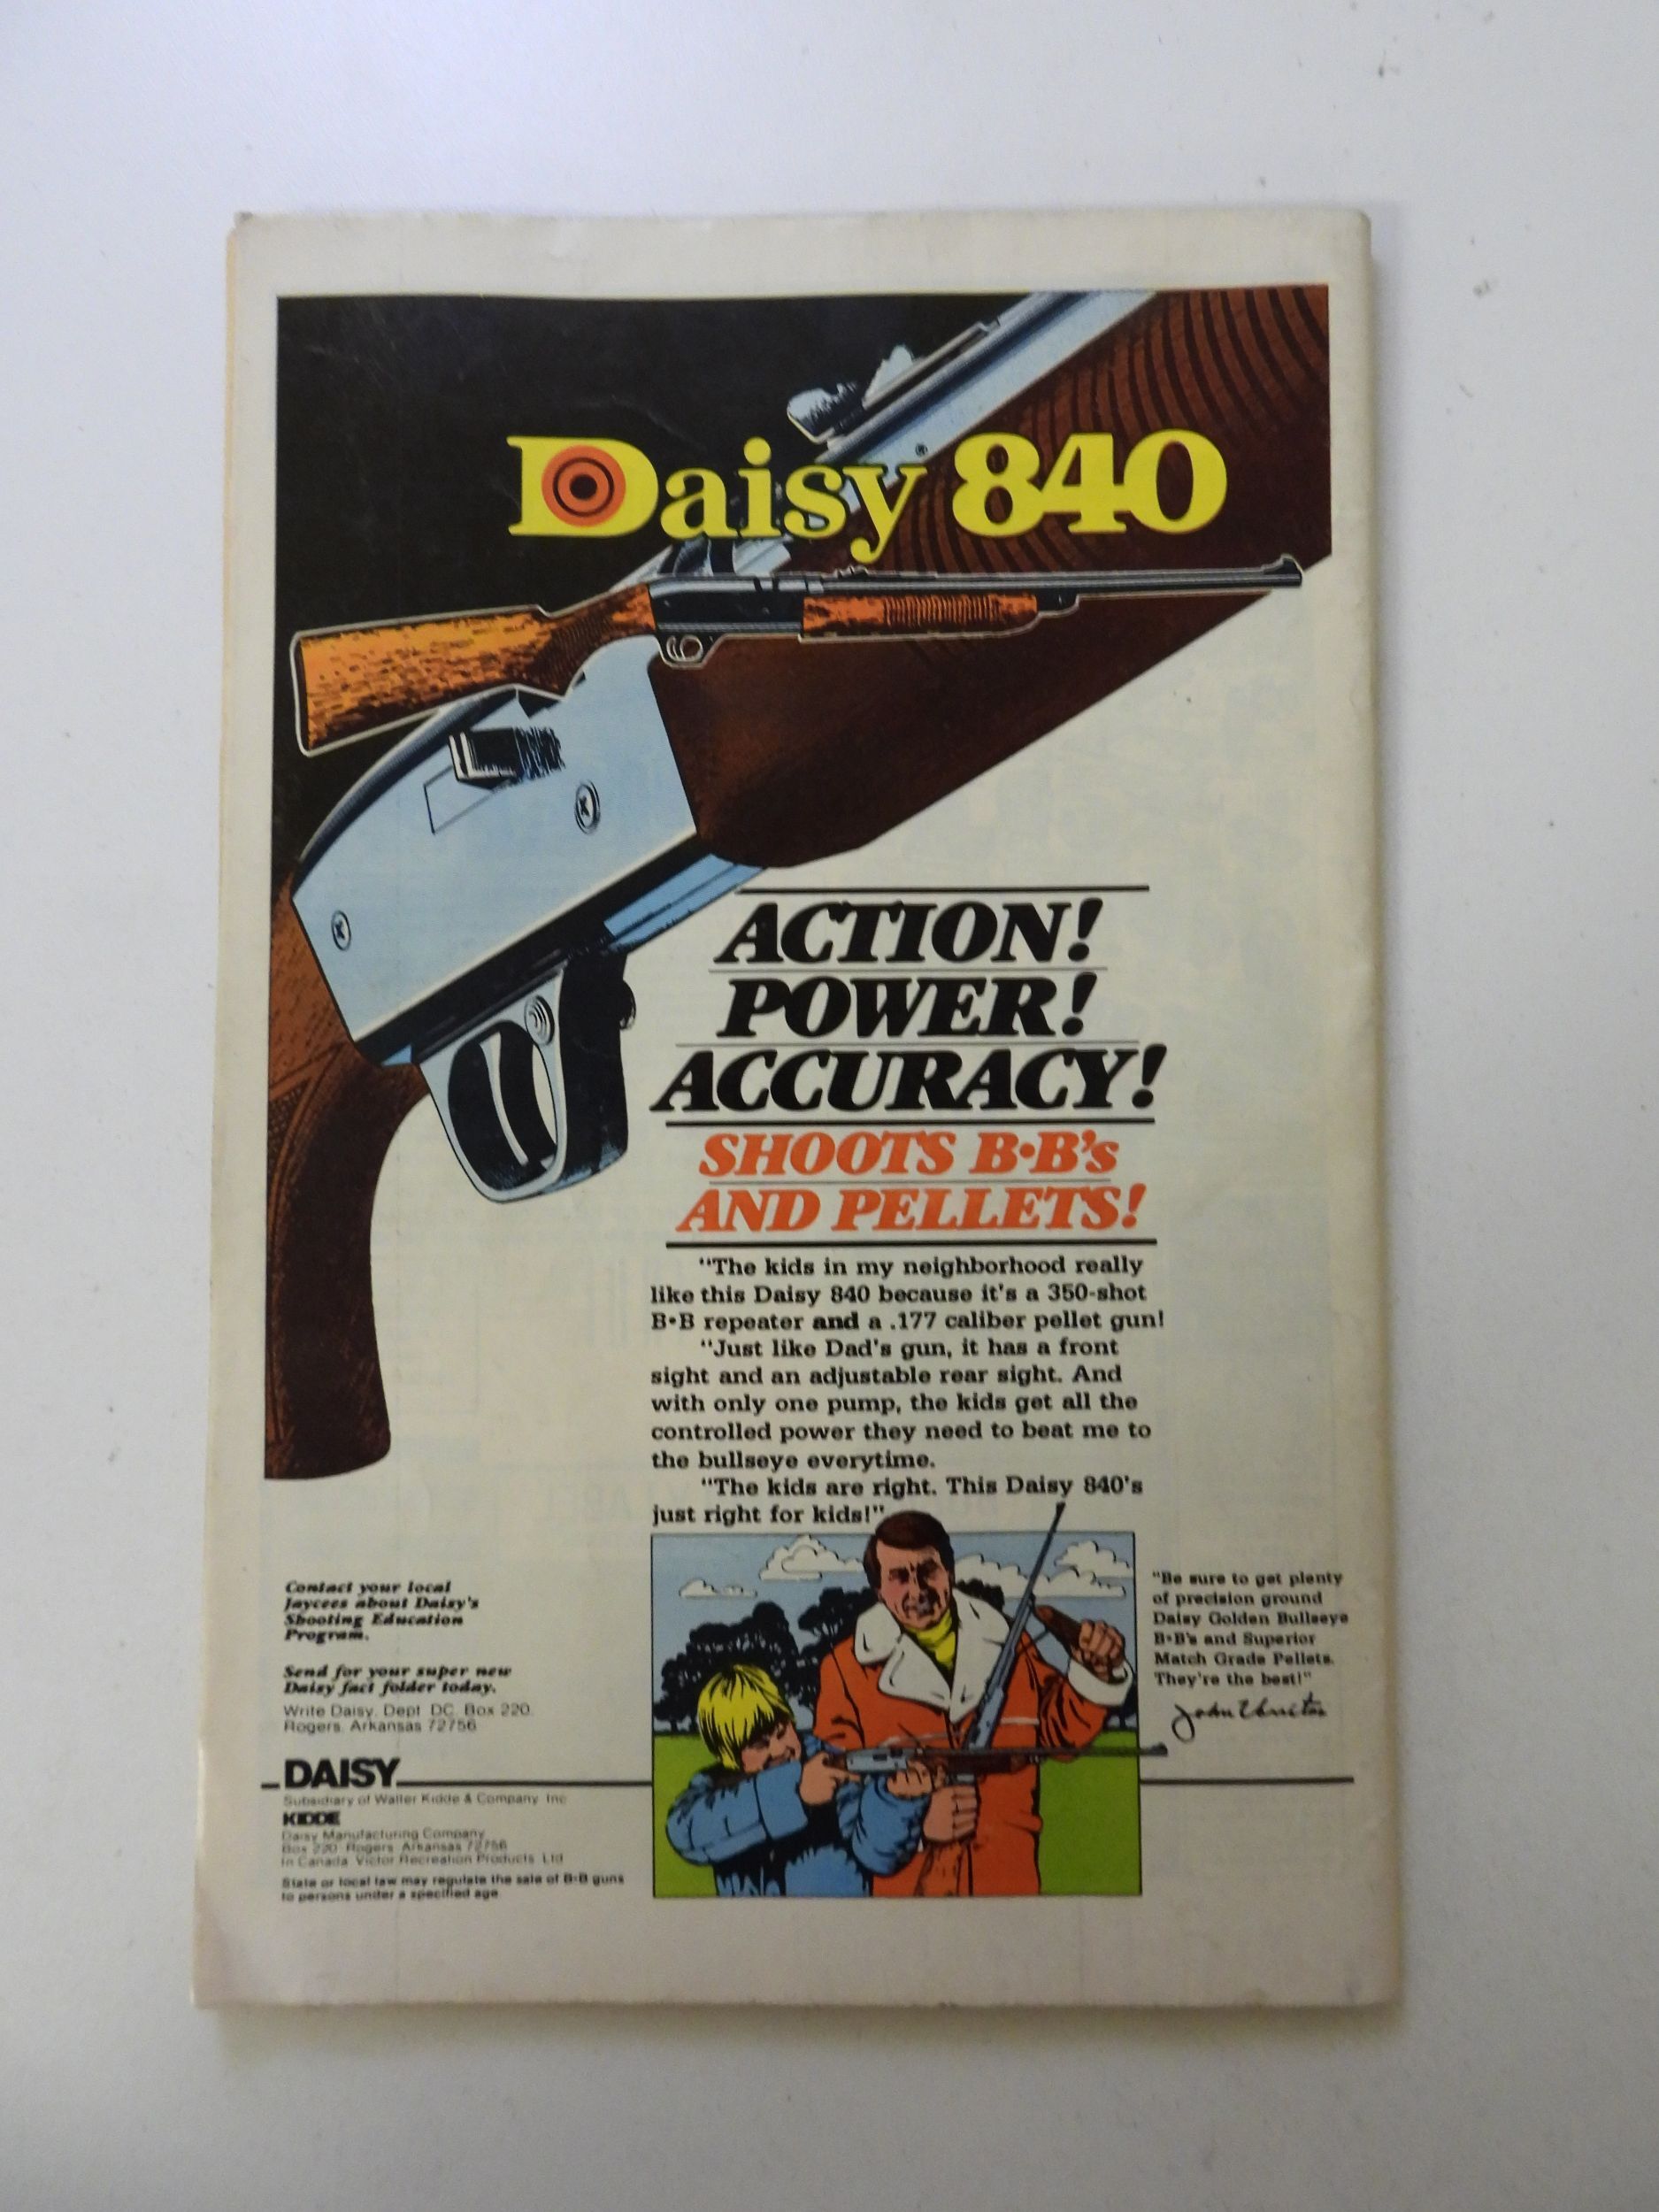 Daisy 840
ACTION!
POWER!
ACCURACY!
SHOOTS B•B's
AND PELLETS!
"The kids in my neighborhood really
like this Daisy 840 because it's a 350-shot
B•B repeater and a .177 caliber pellet gun!
"Just like Dad's gun, it has a front
sight and an adjustable rear sight. And
with only one pump, the kids get all the
controlled power they need to beat me to
the bullseye everytime.
"The kids are right. This Daisy 840's
just right for kids!"
Contact your local
Jaycees about Daisy's
Shooting Education
Program.
Send for your super new
Daisy fact folder today.
Write Daisy, Dept. DC, Box 220,
Rogers, Arkansas 72756
"Be sure to get plenty
of precision ground
Daisy Golden Bullseye
B•B's and Superior
Match Grade Pellets.
They're the best!"
DAISY
Subsidiary of Walter Kidde & Company, Inc.
KIDDE
Daisy Manufacturing Company
Box 220 Rogers, Arkansas 72756
In Canada: Victor Recreation Products, Ltd.
State or local law may regulate the sale of B•B guns
to persons under a specified age.